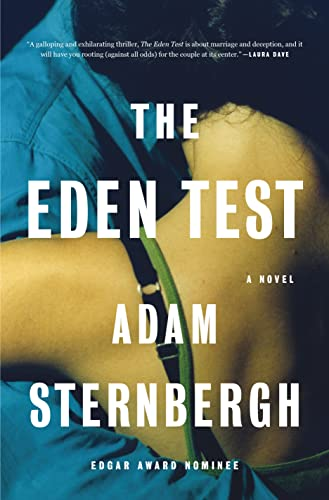 "A galloping and exhilarating thriller, The Eden Test is about marriage and deception, and it
will have you rooting (against all odds) for the couple at its center." —LAURA DAVE
THE
EDEN TEST
A NOVEL
ADAM
STERNBERGH
EDGAR AWARD NOMINEE